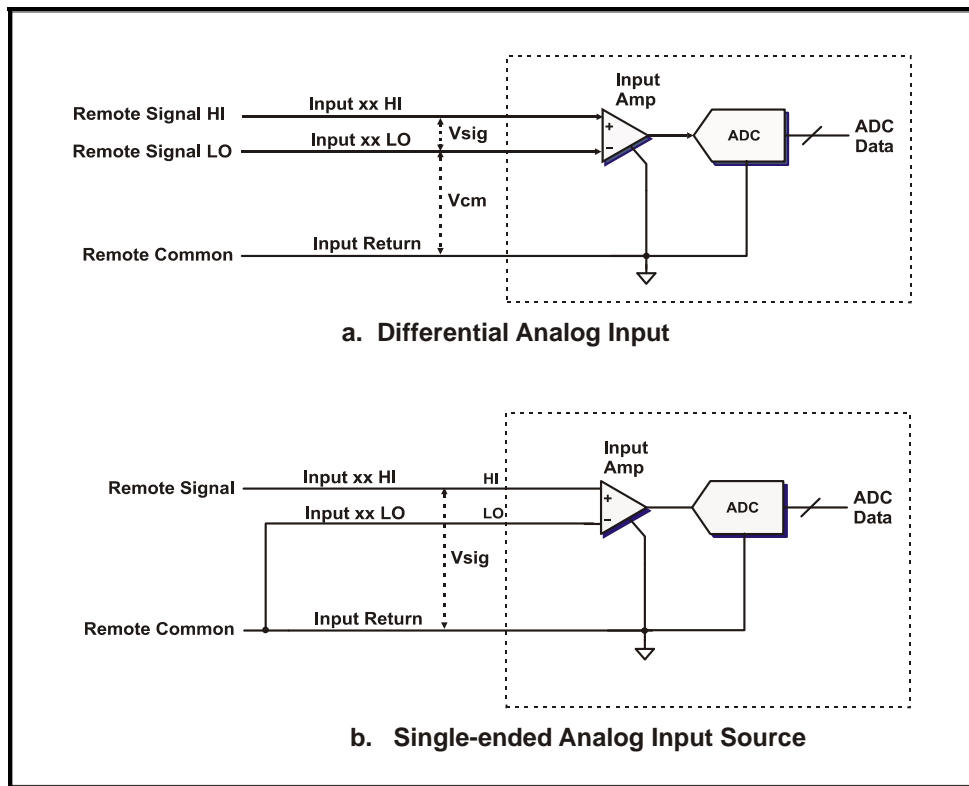 Input
Amp
Remote Signal HI
Input xx HI
+
ADC
ADC
Data
Vsig
Remote Signal LO
Input xx LO
−
Vcm
Remote Common
Input Return
a. Differential Analog Input
Input
Amp
Remote Signal
Input xx HI
HI
+
ADC
ADC
Data
Input xx LO
LO
−
Vsig
Remote Common
Input Return
b. Single-ended Analog Input Source